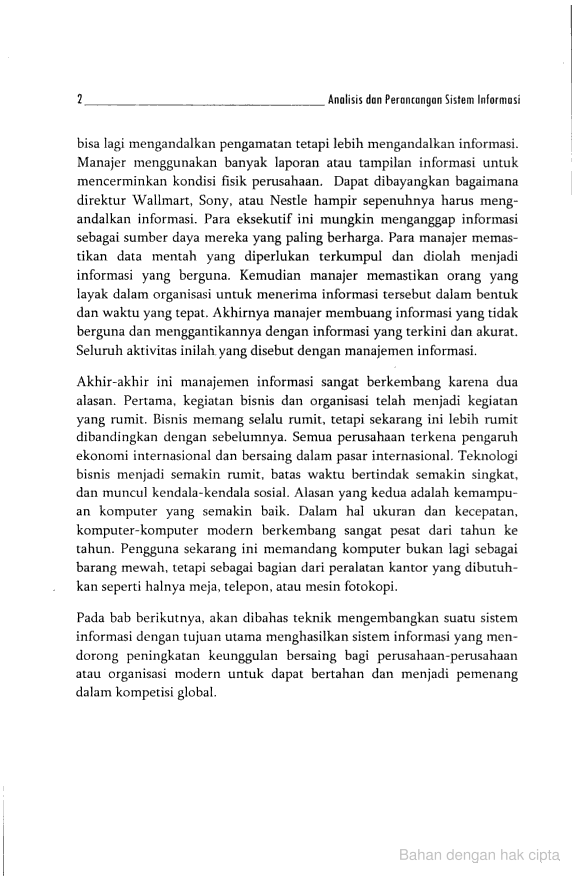 2 Analisis dan Perancangan Sistem Informasi
bisa lagi mengandalkan pengamatan tetapi lebih mengandalkan informasi.
Manajer menggunakan banyak laporan atau tampilan informasi untuk
mencerminkan kondisi fisik perusahaan. Dapat dibayangkan bagaimana
direktur Wallmart, Sony, atau Nestle hampir sepenuhnya harus meng-
andalkan informasi. Para eksekutif ini mungkin menganggap informasi
sebagai sumber daya mereka yang paling berharga. Para manajer memas-
tikan data mentah yang diperlukan terkumpul dan diolah menjadi
informasi yang berguna. Kemudian manajer memastikan orang yang
layak dalam organisasi untuk menerima informasi tersebut dalam bentuk
dan waktu yang tepat. Akhirnya manajer membuang informasi yang tidak
berguna dan menggantikannya dengan informasi yang terkini dan akurat.
Seluruh aktivitas inilah yang disebut dengan manajemen informasi.
Akhir-akhir ini manajemen informasi sangat berkembang karena dua
alasan. Pertama, kegiatan bisnis dan organisasi telah menjadi kegiatan
yang rumit. Bisnis memang selalu rumit, tetapi sekarang ini lebih rumit
dibandingkan dengan sebelumnya. Semua perusahaan terkena pengaruh
ekonomi internasional dan bersaing dalam pasar internasional. Teknologi
bisnis menjadi semakin rumit, batas waktu bertindak semakin singkat,
dan muncul kendala-kendala sosial. Alasan yang kedua adalah kemampu-
an komputer yang semakin baik. Dalam hal ukuran dan kecepatan,
komputer-komputer modern berkembang sangat pesat dari tahun ke
tahun. Pengguna sekarang ini memandang komputer bukan lagi sebagai
barang mewah, tetapi sebagai bagian dari peralatan kantor yang dibutuh-
kan seperti halnya meja, telepon, atau mesin fotokopi.
Pada bab berikutnya, akan dibahas teknik mengembangkan suatu sistem
informasi dengan tujuan utama menghasilkan sistem informasi yang men-
dorong peningkatan keunggulan bersaing bagi perusahaan-perusahaan
atau organisasi modern untuk dapat bertahan dan menjadi pemenang
dalam kompetisi global.
Bahan dengan hak cipta